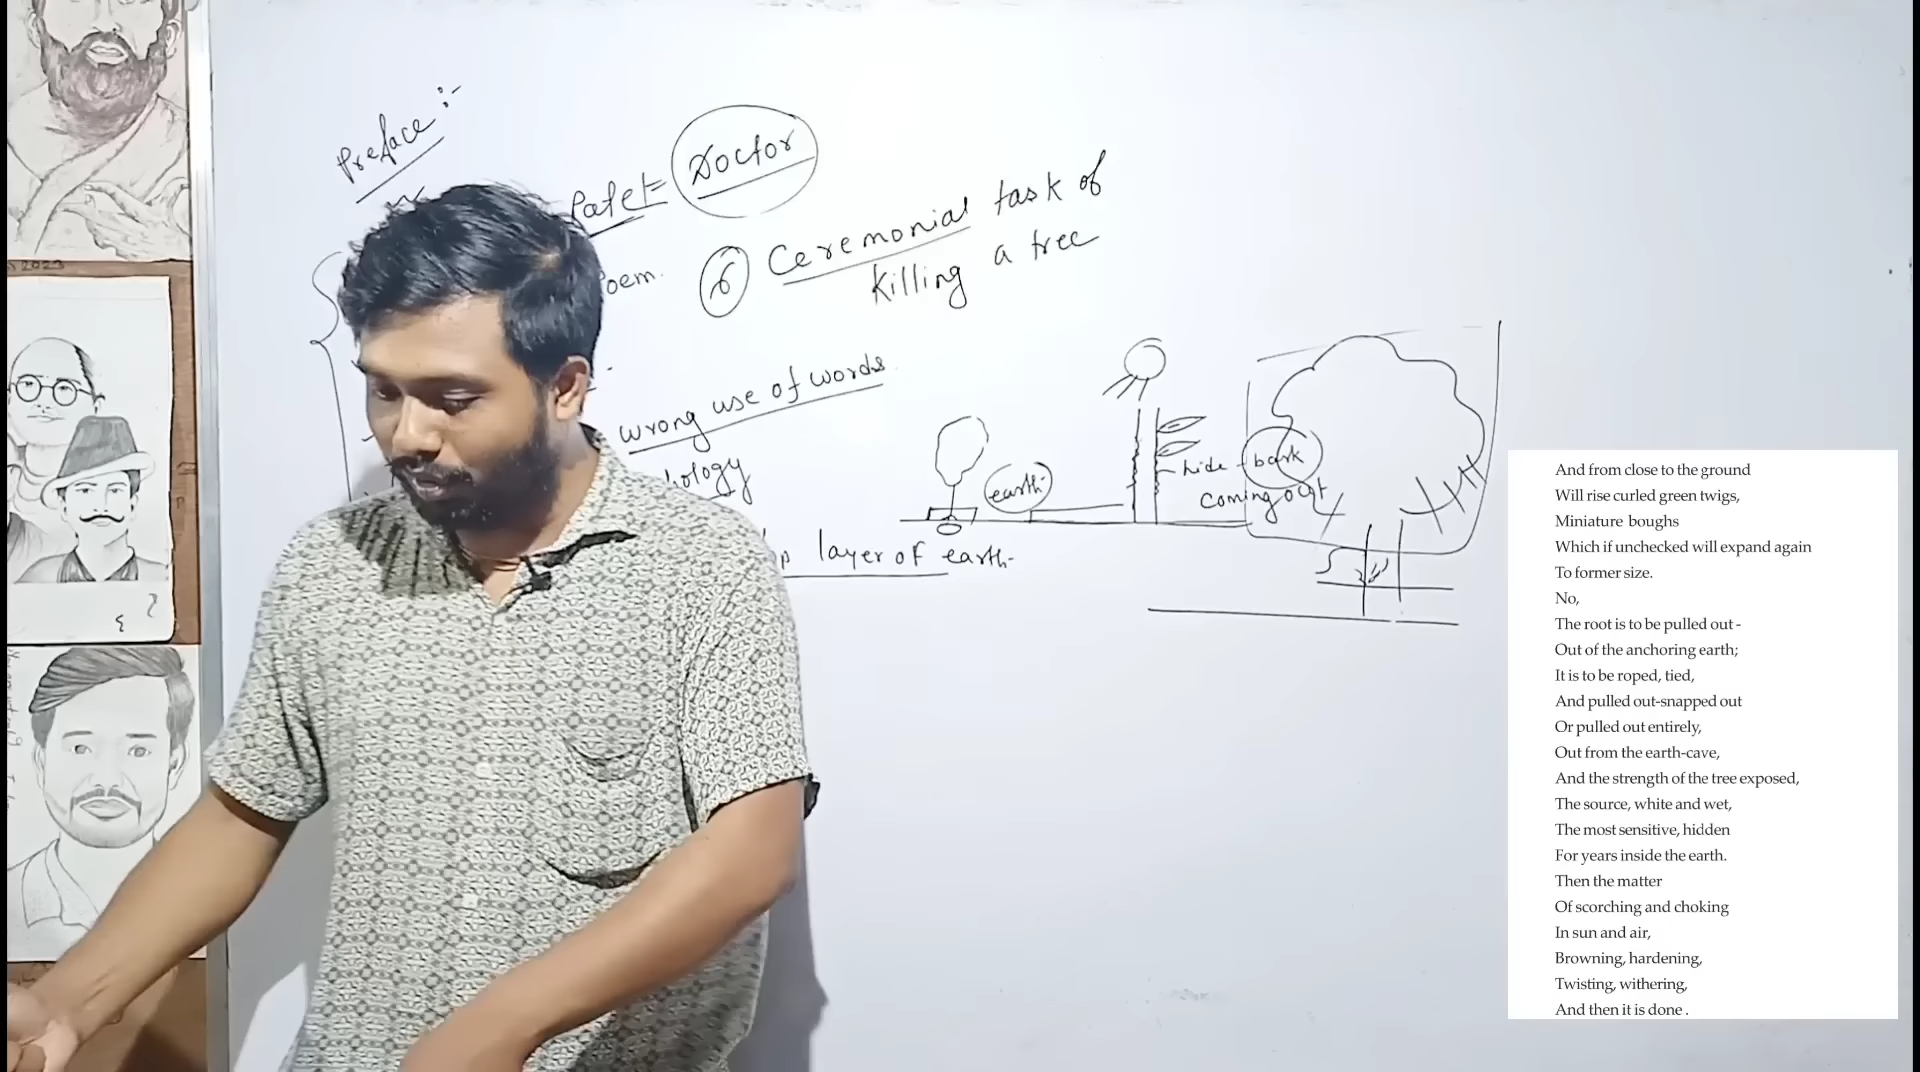 Preface :-
Patel = Doctor
Poem.
6 Ceremonial task of
killing a tree
wrong use of words
hology
layer of earth-
earth
hide - bark
coming out
2023
And from close to the ground
Will rise curled green twigs,
Miniature boughs
Which if unchecked will expand again
To former size.
No,
The root is to be pulled out -
Out of the anchoring earth;
It is to be roped, tied,
And pulled out-snapped out
Or pulled out entirely,
Out from the earth-cave,
And the strength of the tree exposed,
The source, white and wet,
The most sensitive, hidden
For years inside the earth.
Then the matter
Of scorching and choking
In sun and air,
Browning, hardening,
Twisting, withering,
And then it is done .